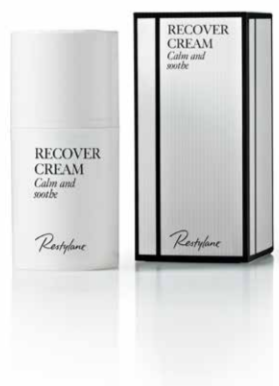 RECOVER
CREAM
Calm and
soothe
Restylane
RECOVER
CREAM
Calm and
soothe
Restylane